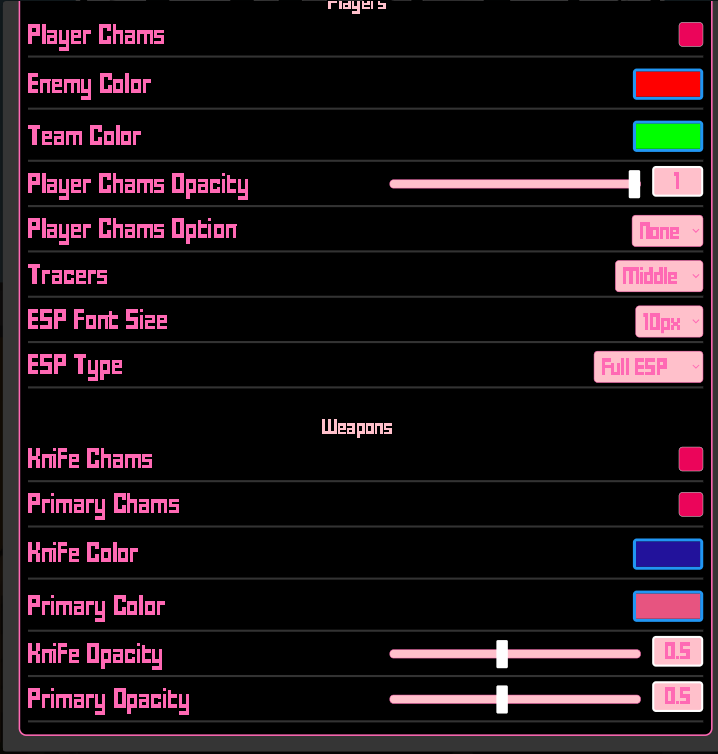 Players
Player Chams
Enemy Color
Team Color
Player Chams Opacity 1
Player Chams Option None
Tracers Middle
ESP Font Size 10px
ESP Type Full ESP
Weapons
Knife Chams
Primary Chams
Knife Color
Primary Color
Knife Opacity 0.5
Primary Opacity 0.5